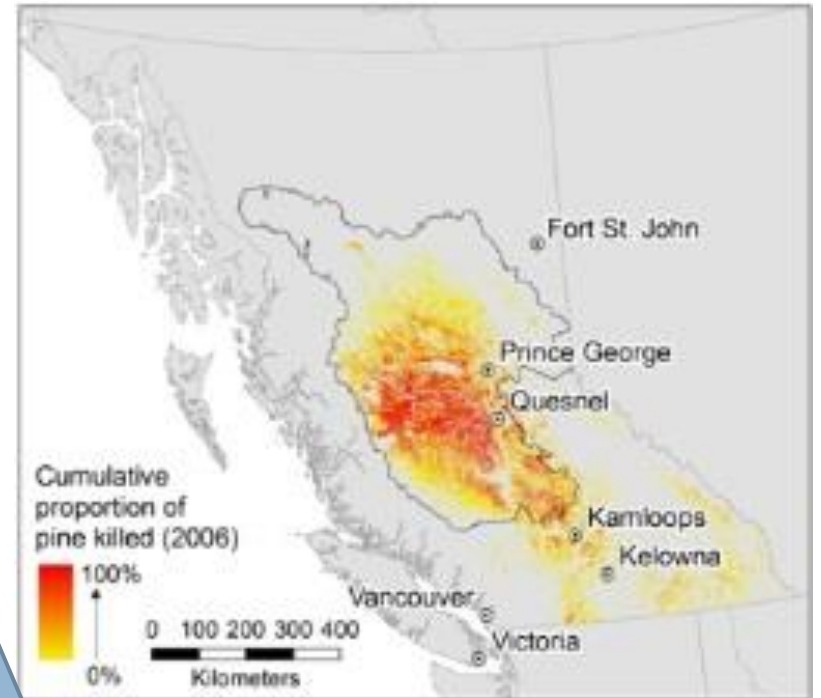 Fort St. John
Prince George
Quesnel
Cumulative
proportion of
pine killed (2006)
100%
0%
Kamloops
Kelowna
Vancouver
Victoria
0 100 200 300 400
Kilometers